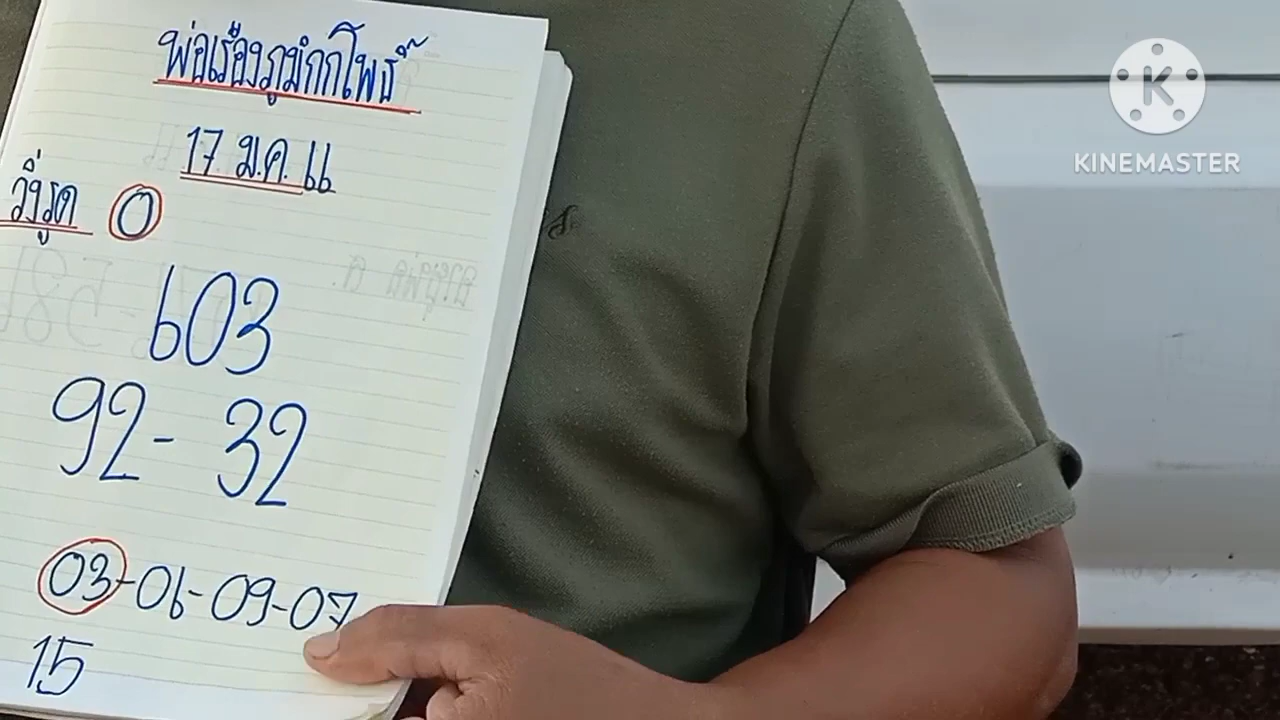 พ่อเรืองภูมิกกโพธิ์
17 ม.ค. 66
วิ่งรูด 0
603
92 - 32
03-06-09-07
15
KINEMASTER